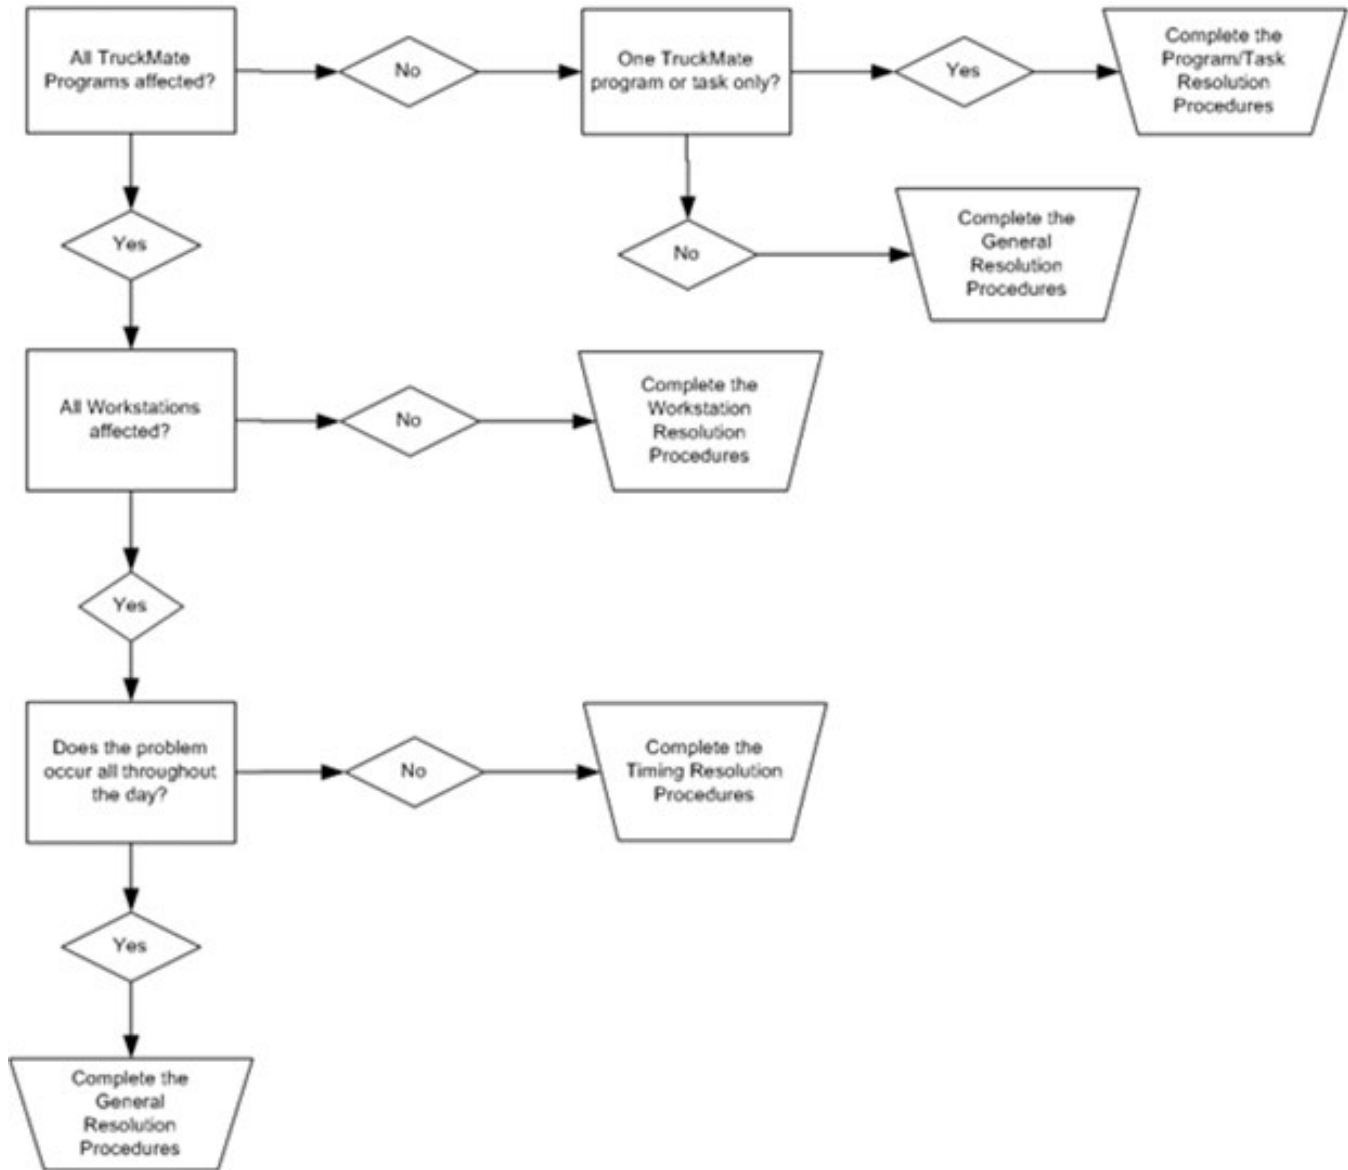 All TruckMate
Programs affected?
No
One TruckMate
program or task only?
Yes
Complete the
Program/Task
Resolution
Procedures
Yes
No
Complete the
General
Resolution
Procedures
All Workstations
affected?
No
Complete the
Workstation
Resolution
Procedures
Yes
Does the problem
occur all throughout
the day?
No
Complete the
Timing Resolution
Procedures
Yes
Complete the
General
Resolution
Procedures